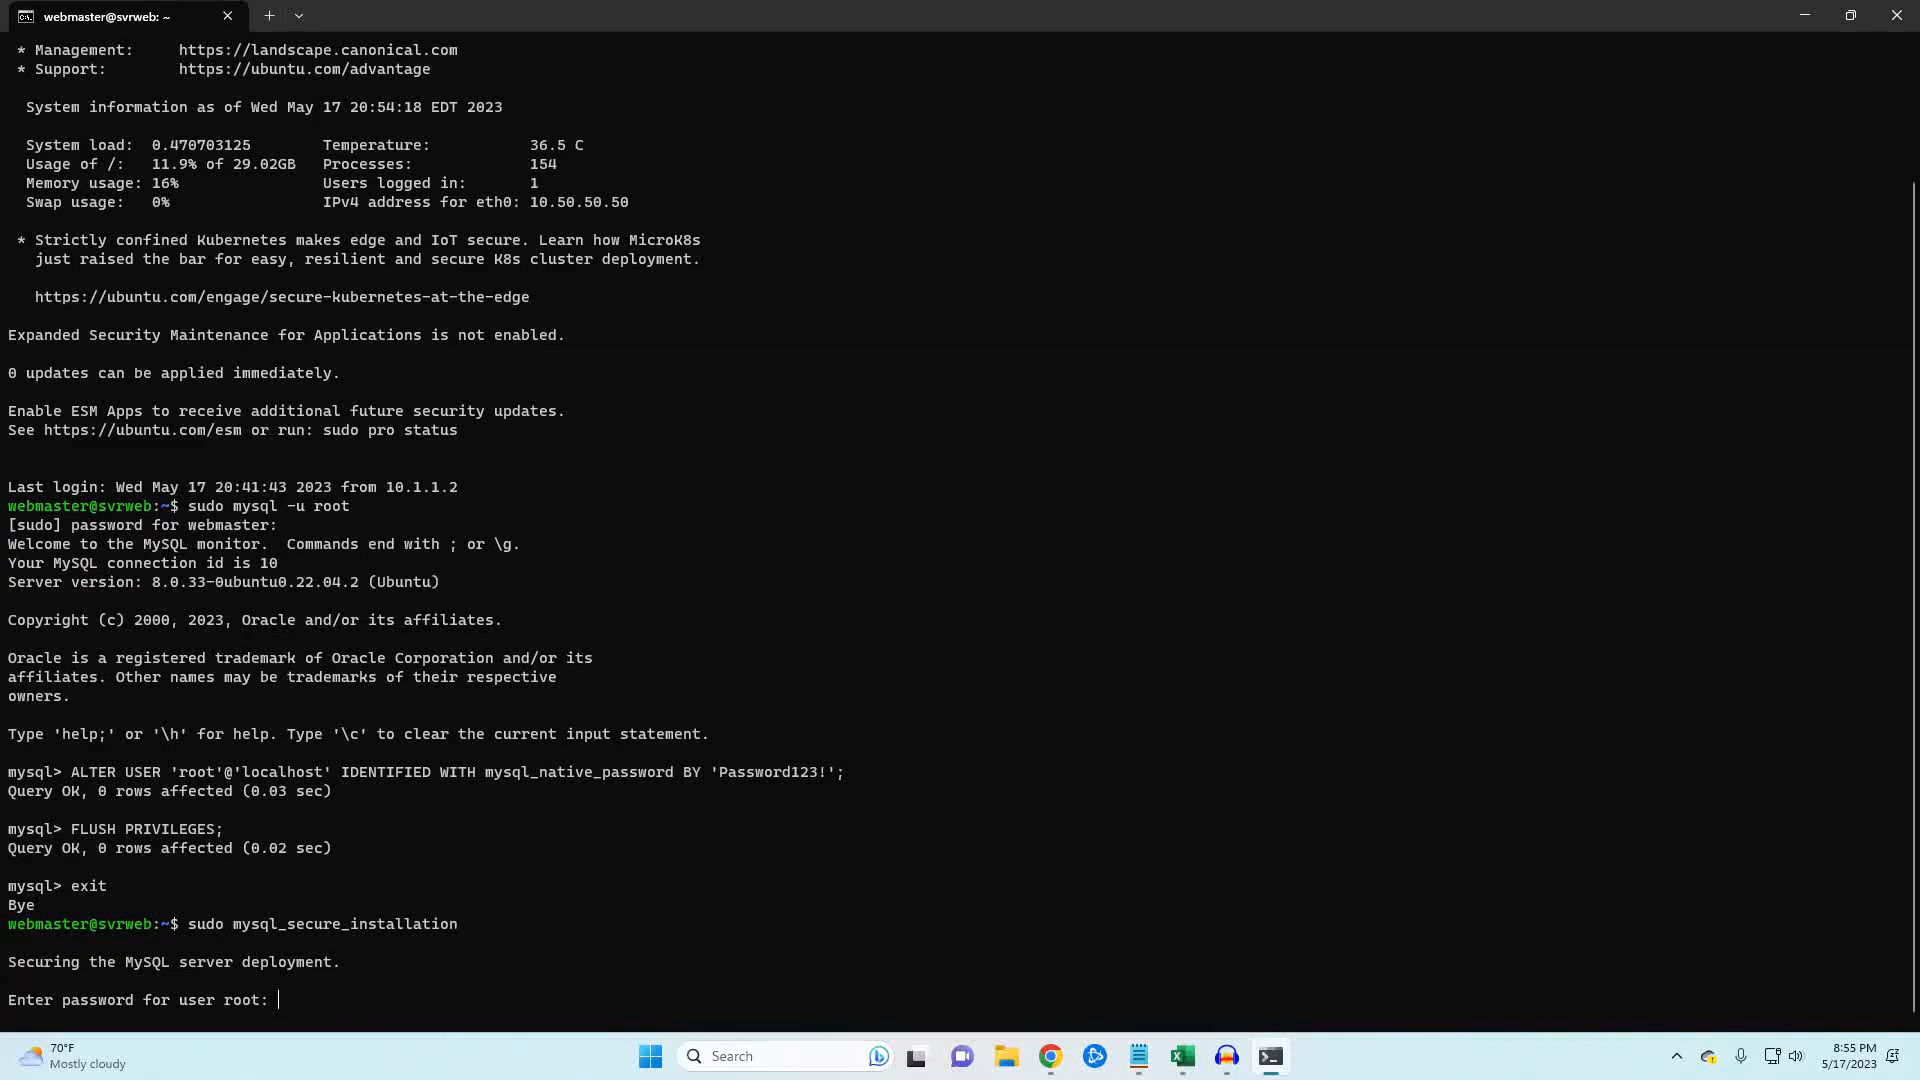 webmaster@svrweb: ~
* Management:     https://landscape.canonical.com
* Support:        https://ubuntu.com/advantage
System information as of Wed May 17 20:54:18 EDT 2023
System load:  0.470703125        Temperature:           36.5 C
Usage of /:   11.9% of 29.02GB   Processes:             154
Memory usage: 16%                Users logged in:       1
Swap usage:   0%                 IPv4 address for eth0: 10.50.50.50
* Strictly confined Kubernetes makes edge and IoT secure. Learn how MicroK8s
just raised the bar for easy, resilient and secure K8s cluster deployment.
https://ubuntu.com/engage/secure-kubernetes-at-the-edge
Expanded Security Maintenance for Applications is not enabled.
0 updates can be applied immediately.
Enable ESM Apps to receive additional future security updates.
See https://ubuntu.com/esm or run: sudo pro status
Last login: Wed May 17 20:41:43 2023 from 10.1.1.2
webmaster@svrweb:~$ sudo mysql -u root
[sudo] password for webmaster:
Welcome to the MySQL monitor.  Commands end with ; or \g.
Your MySQL connection id is 10
Server version: 8.0.33-0ubuntu0.22.04.2 (Ubuntu)
Copyright (c) 2000, 2023, Oracle and/or its affiliates.
Oracle is a registered trademark of Oracle Corporation and/or its
affiliates. Other names may be trademarks of their respective
owners.
Type 'help;' or '\h' for help. Type '\c' to clear the current input statement.
mysql> ALTER USER 'root'@'localhost' IDENTIFIED WITH mysql_native_password BY 'Password123!';
Query OK, 0 rows affected (0.03 sec)
mysql> FLUSH PRIVILEGES;
Query OK, 0 rows affected (0.02 sec)
mysql> exit
Bye
webmaster@svrweb:~$ sudo mysql_secure_installation
Securing the MySQL server deployment.
Enter password for user root:
70°F
Mostly cloudy
Search
8:55 PM
5/17/2023